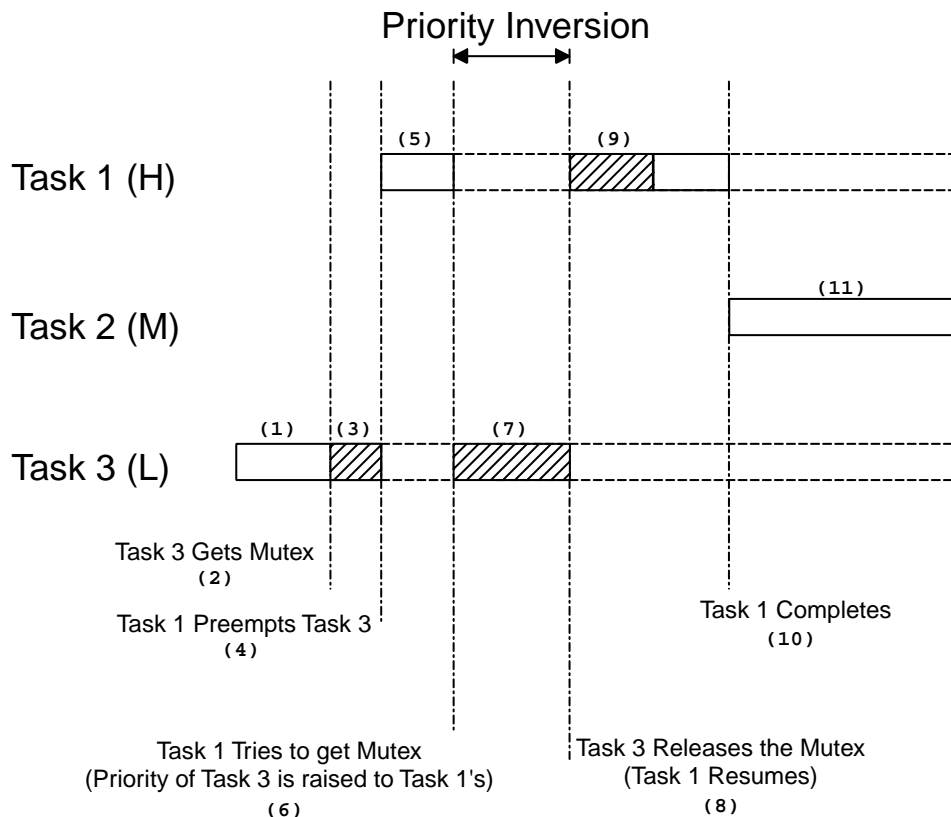 Priority Inversion
(5)
(9)
Task 1 (H)
(11)
Task 2 (M)
(1)
(3)
(7)
Task 3 (L)
Task 3 Gets Mutex
(2)
Task 1 Preempts Task 3
(4)
Task 1 Completes
(10)
Task 1 Tries to get Mutex
(Priority of Task 3 is raised to Task 1's)
(6)
Task 3 Releases the Mutex
(Task 1 Resumes)
(8)